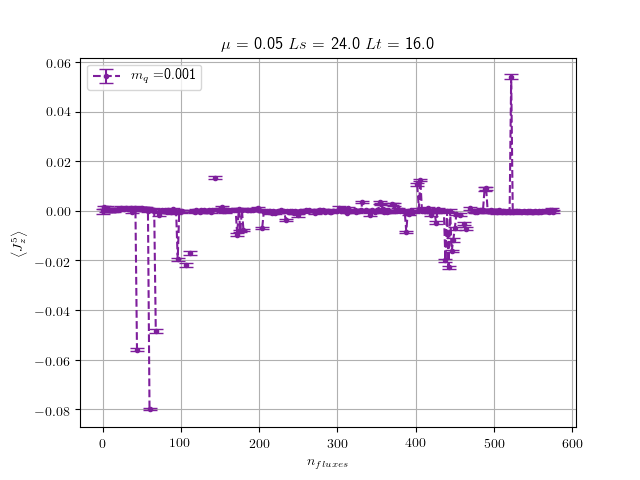 μ = 0.05 Ls = 24.0 Lt = 16.0
m_q =0.001
0.06
0.04
0.02
0.00
−0.02
−0.04
−0.06
−0.08
⟨J_z^5⟩
0 100 200 300 400 500 600
n_fluxes